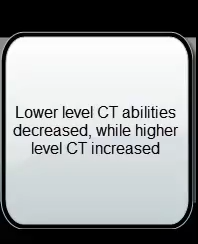 Lower level CT abilities
decreased, while higher
level CT increased